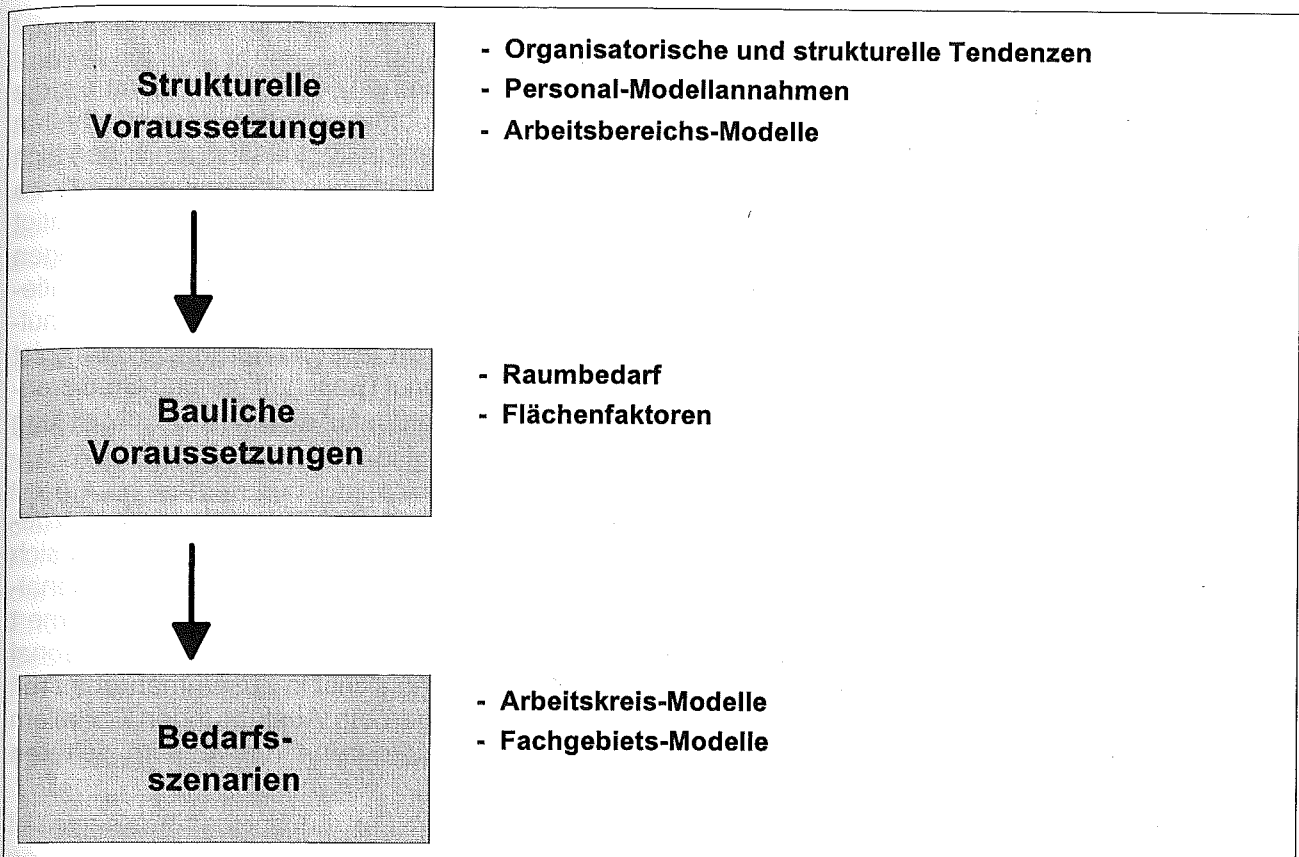 Strukturelle
Voraussetzungen
- Organisatorische und strukturelle Tendenzen
- Personal-Modellannahmen
- Arbeitsbereichs-Modelle
Bauliche
Voraussetzungen
- Raumbedarf
- Flächenfaktoren
Bedarfs-
szenarien
- Arbeitskreis-Modelle
- Fachgebiets-Modelle